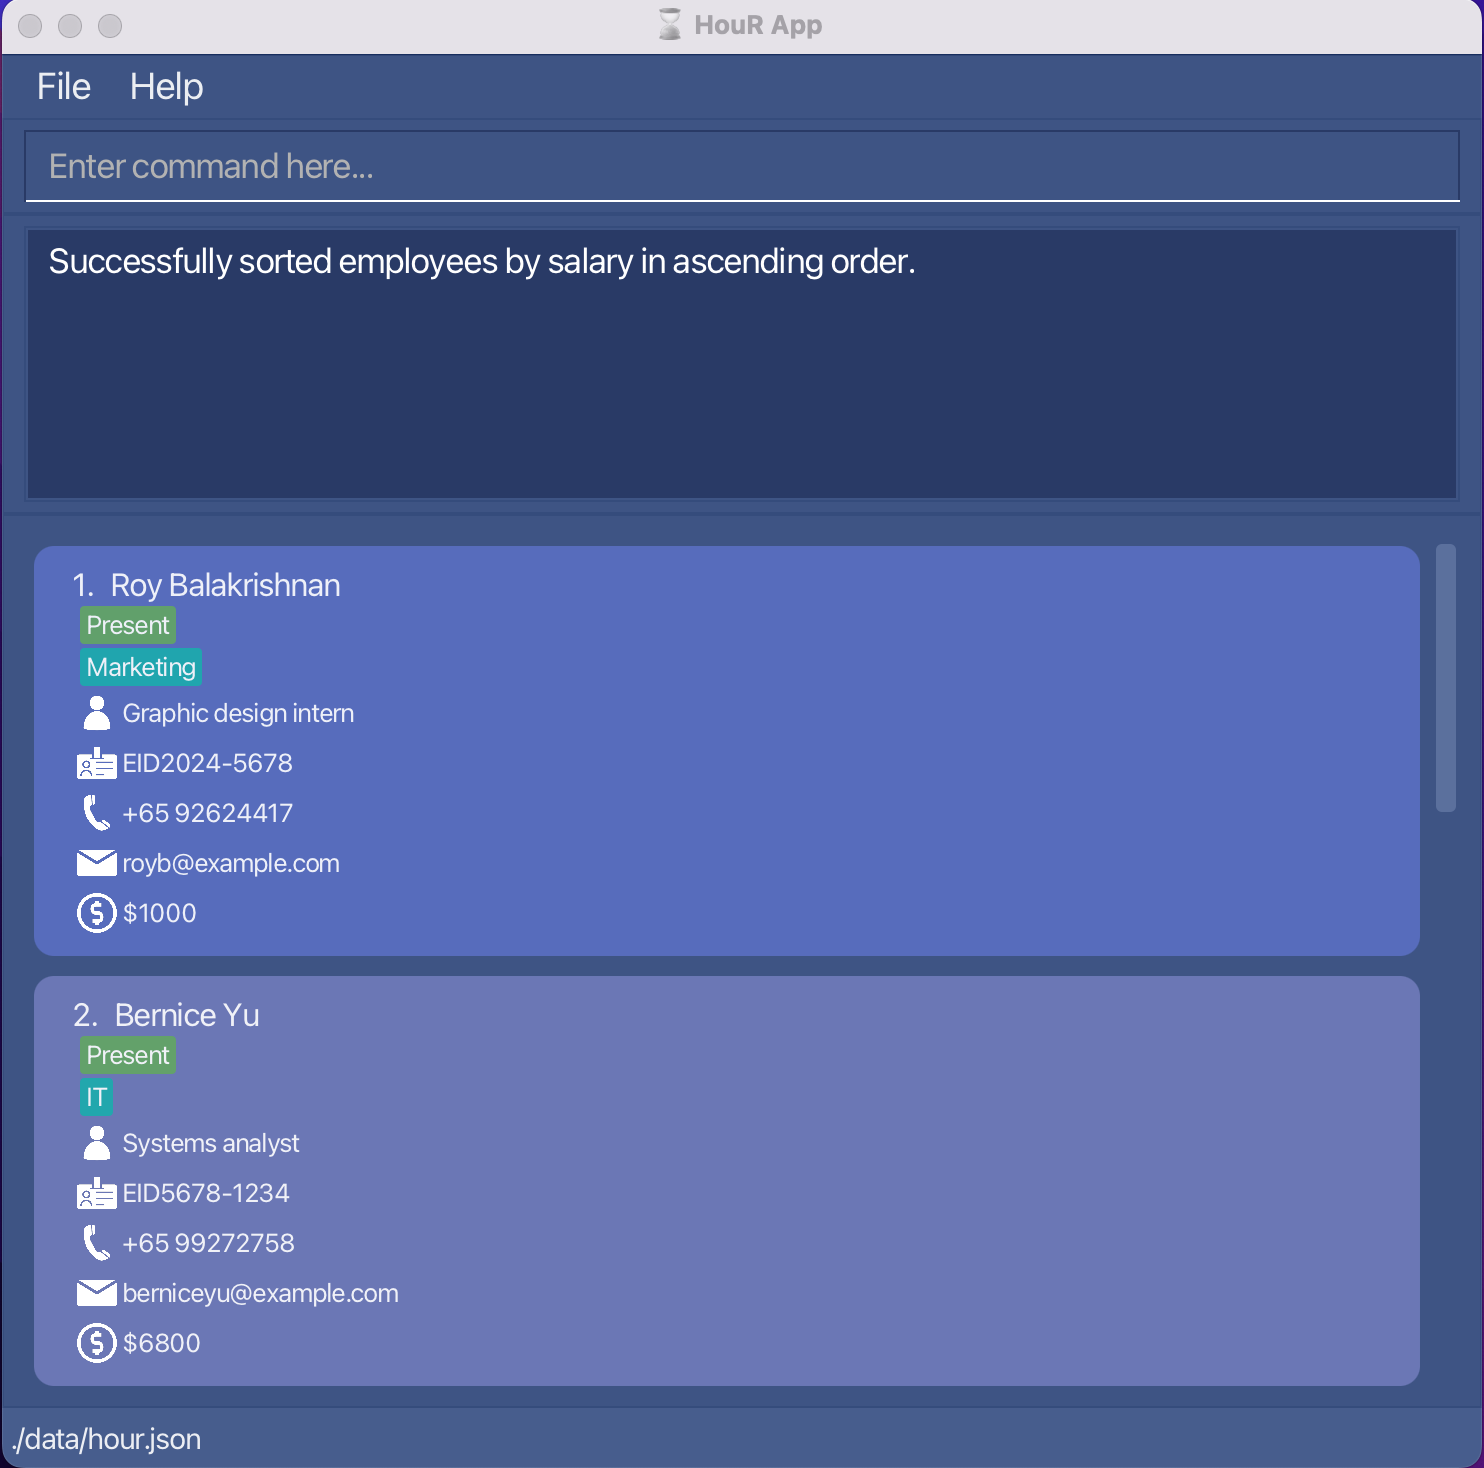 HouR App
File Help
Enter command here...
Successfully sorted employees by salary in ascending order.
1. Roy Balakrishnan
Present
Marketing
Graphic design intern
EID2024-5678
+65 92624417
royb@example.com
$1000
2. Bernice Yu
Present
IT
Systems analyst
EID5678-1234
+65 99272758
berniceyu@example.com
$6800
./data/hour.json